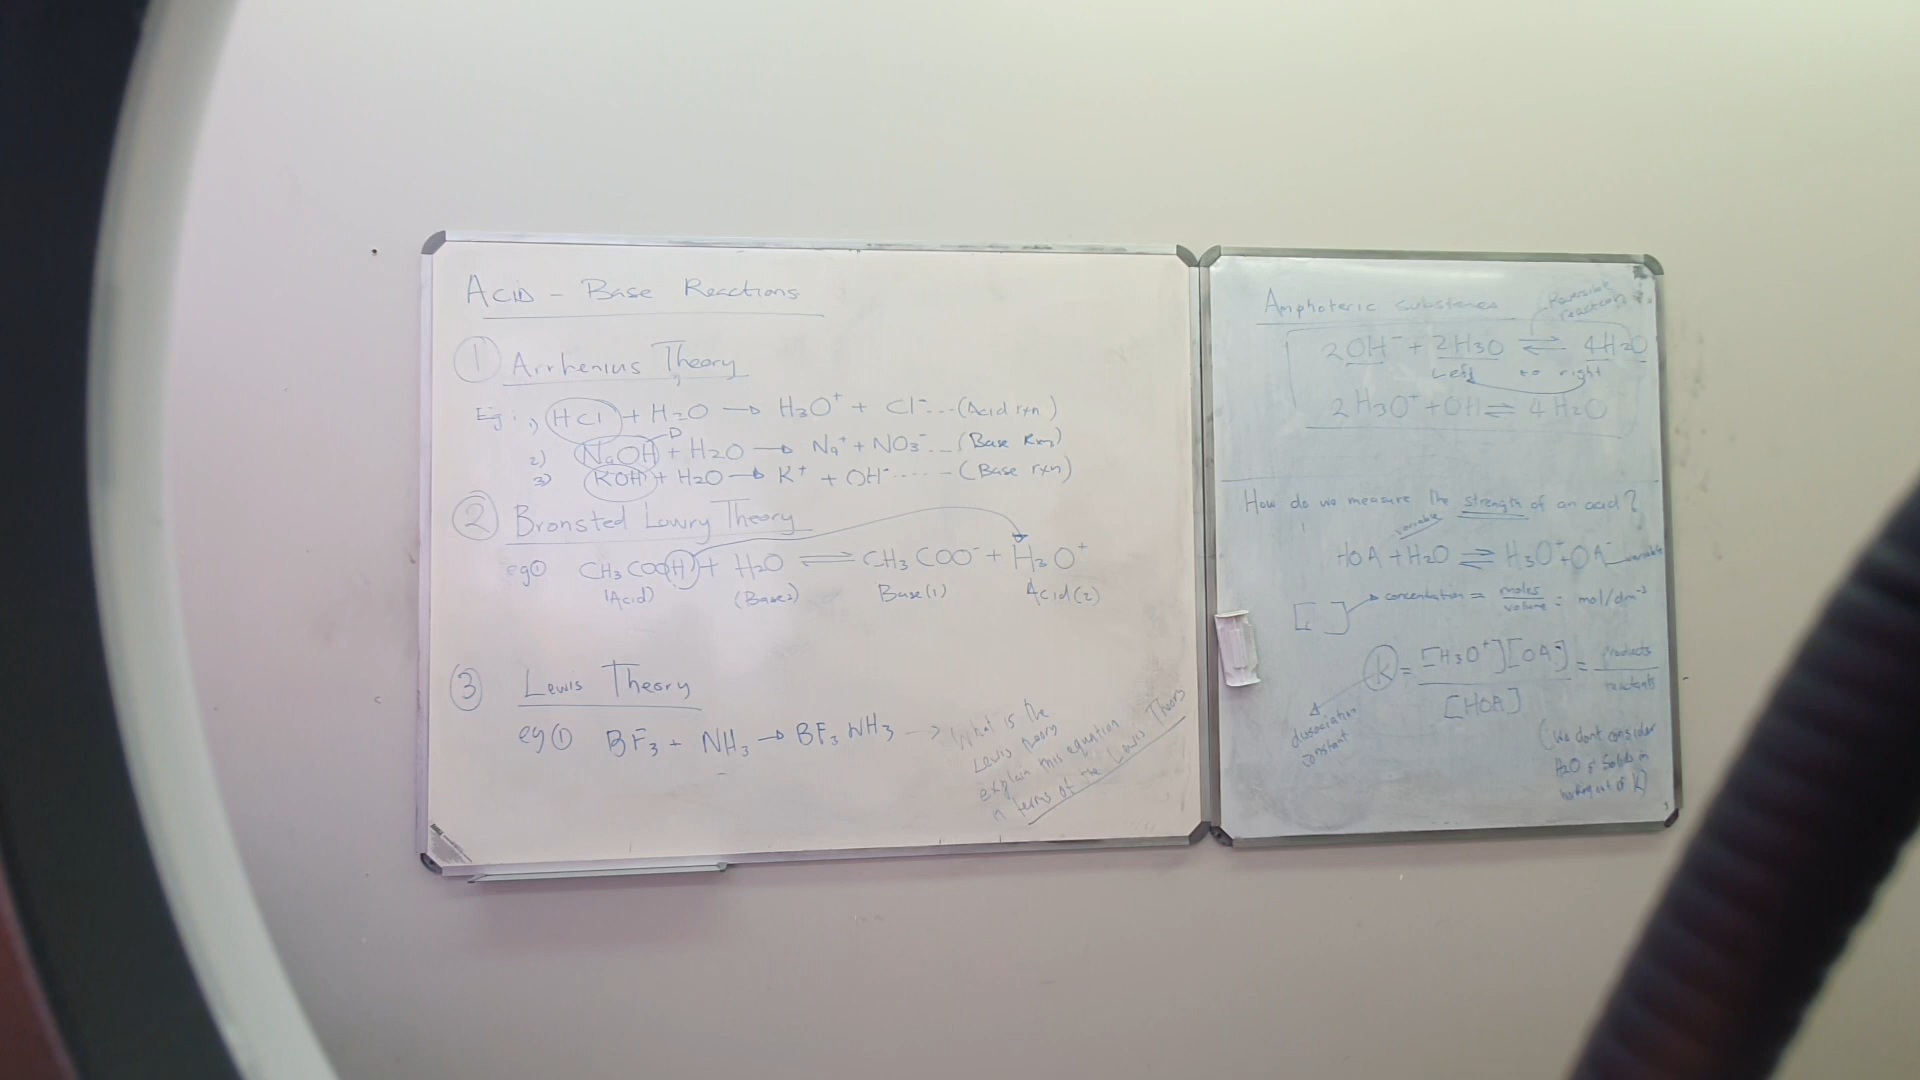 Acid - Base Reactions
① Arrhenius Theory
Eg: 1) HCl + H2O → H3O⁺ + Cl⁻...(Acid rxn)
2) NaOH + H2O → Na⁺ + NO3⁻...(Base Rxn)
3) KOH + H2O → K⁺ + OH⁻......-(Base rxn)
② Bronsted Lowry Theory
eg① CH3COOH + H2O ⇌ CH3COO⁻ + H3O⁺
(Acid) (Base2) Base(1) Acid(2)
③ Lewis Theory
eg① BF3 + NH3 → BF3NH3 →
What is the
Lewis theory
explain this equation
in terms of the Lewis Theory
Amphoteric substances
Reversible
reaction
2OH⁻ + 2H3O ⇌ 4H2O
Left to right
2H3O⁺ + OH ⇌ 4H2O
How do we measure the strength of an acid?
variable
HOA + H2O ⇌ H3O⁺ + OA⁻ variable
[ ] → concentration = moles/volume = mol/dm⁻³
K = [H3O⁺][OA⁻]/[HOA] = products/reactants
dissociation
constant
(We dont consider
H2O & Solids in
working out of K)